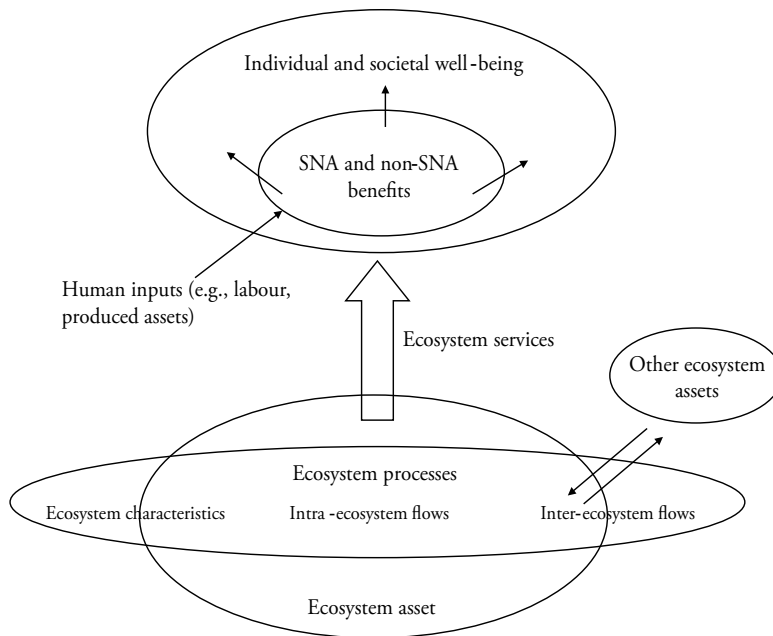 Individual and societal well-being
SNA and non-SNA
benefits
Human inputs (e.g., labour,
produced assets)
Ecosystem services
Other ecosystem
assets
Ecosystem processes
Ecosystem characteristics
Intra -ecosystem flows
Inter-ecosystem flows
Ecosystem asset